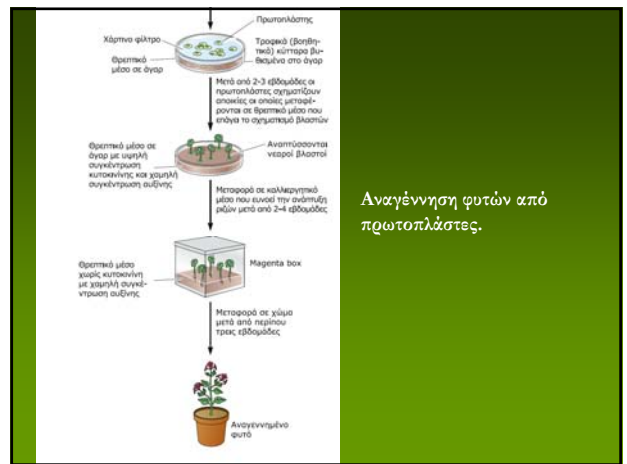 Πρωτοπλάστης
Χάρτινο φίλτρο
Τροφικά (βοηθη-
τικά) κύτταρα βυ-
θισμένα στο άγαρ
Θρεπτικό
μέσο σε άγαρ
Μετά από 2-3 εβδομάδες οι
πρωτοπλάστες σχηματίζουν
αποικίες οι οποίες μεταφέ-
ρονται σε θρεπτικό μέσο που
επάγει το σχηματισμό βλαστών
Θρεπτικό μέσο σε
άγαρ με υψηλή
συγκέντρωση
κυτοκινίνης και χαμηλή
συγκέντρωση αυξίνης
Αναπτύσσονται
νεαροί βλαστοί
Μεταφορά σε καλλιεργητικό
μέσο που ευνοεί την ανάπτυξη
ριζών μετά από 2-4 εβδομάδες
Αναγέννηση φυτών από
πρωτοπλάστες.
Θρεπτικό μέσο
χωρίς κυτοκινίνη
με χαμηλή συγκέ-
ντρωση αυξίνης
Magenta box
Μεταφορά σε χώμα
μετά από περίπου
τρεις εβδομάδες
Αναγεννημένο
φυτό